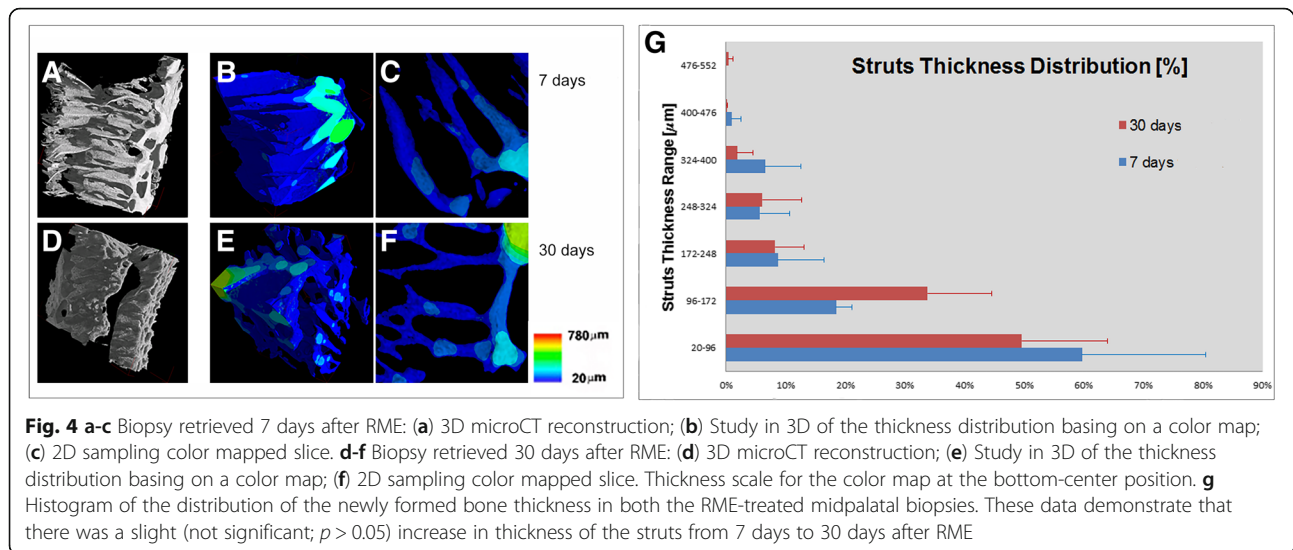 A
B
C
7 days
D
E
F
30 days
780μm
20μm
G
Struts Thickness Distribution [%]
Struts Thickness Range [μm]
476-552
400-476
324-400
248-324
172-248
96-172
20-96
30 days
7 days
0% 10% 20% 30% 40% 50% 60% 70% 80% 90%
Fig. 4 a-c Biopsy retrieved 7 days after RME: (a) 3D microCT reconstruction; (b) Study in 3D of the thickness distribution basing on a color map;
(c) 2D sampling color mapped slice. d-f Biopsy retrieved 30 days after RME: (d) 3D microCT reconstruction; (e) Study in 3D of the thickness
distribution basing on a color map; (f) 2D sampling color mapped slice. Thickness scale for the color map at the bottom-center position. g
Histogram of the distribution of the newly formed bone thickness in both the RME-treated midpalatal biopsies. These data demonstrate that
there was a slight (not significant; p > 0.05) increase in thickness of the struts from 7 days to 30 days after RME